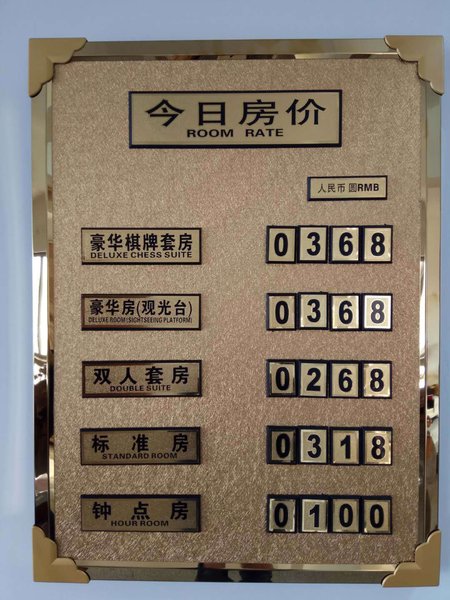 今日房价
ROOM RATE
人民币 圆RMB
豪华棋牌套房 0368
DELUXE CHESS SUITE
豪华房(观光台) 0368
DELUXE ROOM(SIGHTSEEING PLATFORM)
双人套房 0268
DOUBLE SUITE
标准房 0318
STANDARD ROOM
钟点房 0100
HOUR ROOM